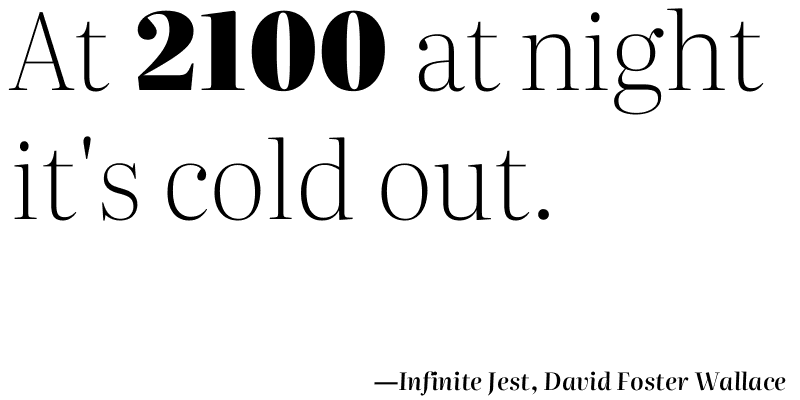 At 2100 at night
it's cold out.
—Infinite Jest, David Foster Wallace